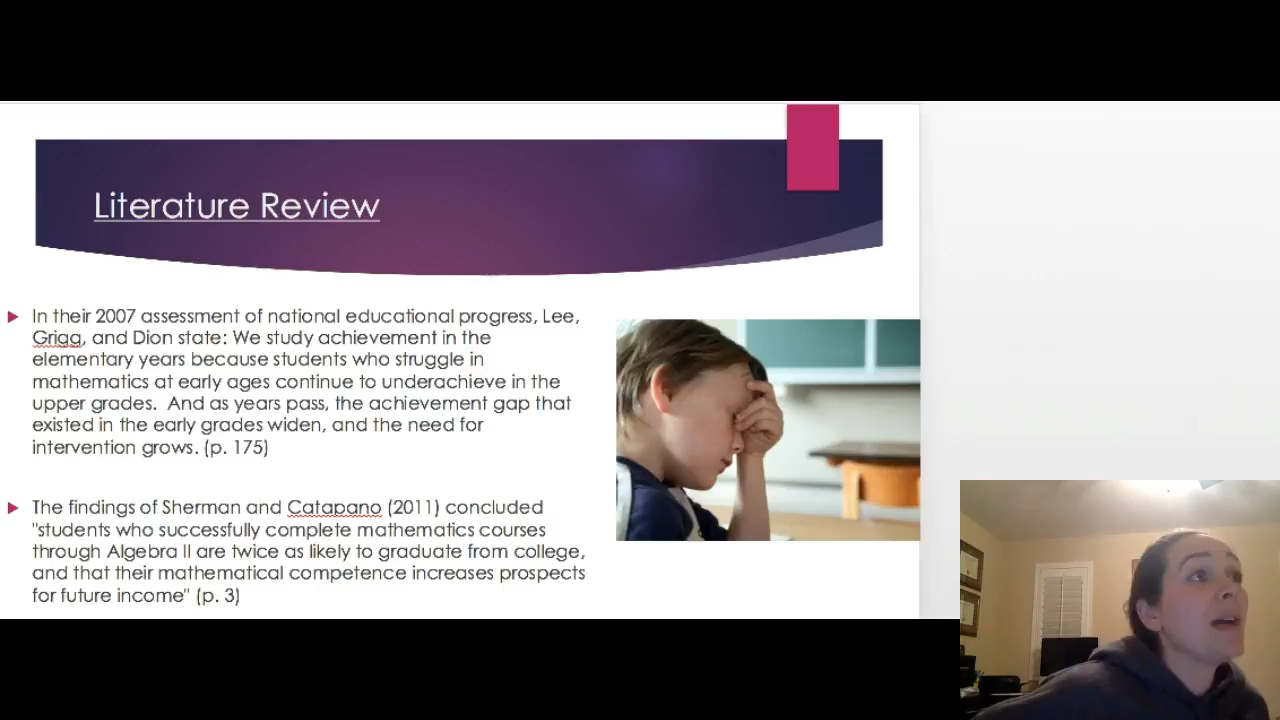 Literature Review
In their 2007 assessment of national educational progress, Lee,
Grigg, and Dion state: We study achievement in the
elementary years because students who struggle in
mathematics at early ages continue to underachieve in the
upper grades.  And as years pass, the achievement gap that
existed in the early grades widen, and the need for
intervention grows. (p. 175)
The findings of Sherman and Catapano (2011) concluded
"students who successfully complete mathematics courses
through Algebra II are twice as likely to graduate from college,
and that their mathematical competence increases prospects
for future income" (p. 3)